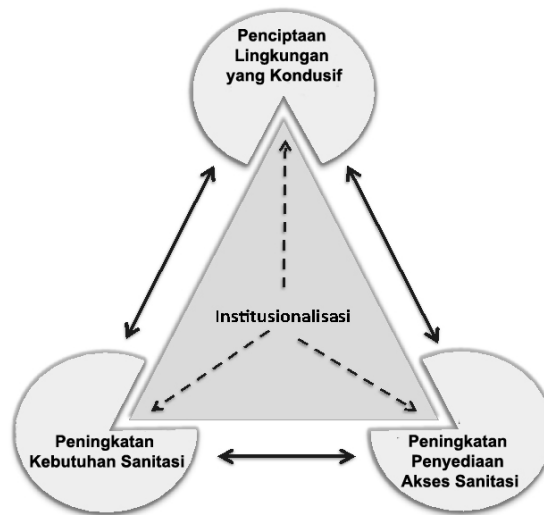 Penciptaan
Lingkungan
yang Kondusif
Institusionalisasi
Peningkatan
Kebutuhan Sanitasi
Peningkatan
Penyediaan
Akses Sanitasi